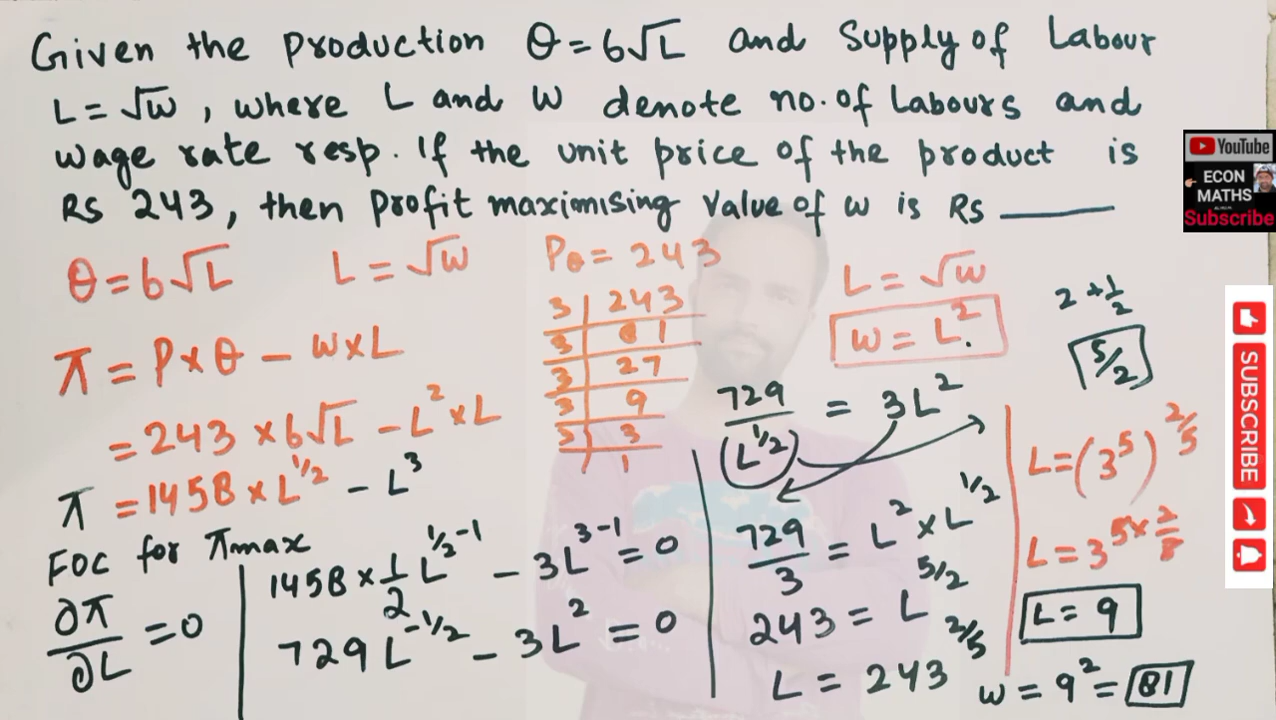 Given the production θ=6√L and Supply of Labour
L=√w, where L and w denote no. of Labours and
wage rate resp. If the unit price of the product is
Rs 243, then Profit maximising Value of w is Rs ______
YouTube
ECON
MATHS
Subscribe
θ=6√L L=√w Pθ=243 L=√w
w=L².
3 | 243
3 | 81
3 | 27
3 | 9
3 | 3
1
2+1/2
5/2
π = P×θ - w×L
= 243 ×6√L - L²×L
π = 1458×L^1/2 - L³
FOC for πmax
∂π/∂L = 0
1458×1/2 L^1/2-1 - 3L^3-1 = 0
729L^-1/2 - 3L² = 0
729/L^1/2 = 3L²
729/3 = L²×L^1/2
243 = L^5/2
L = 243^2/5
L=(3^5)^2/5
L=3^5×2/5
L=9
w = 9² = 81
SUBSCRIBE